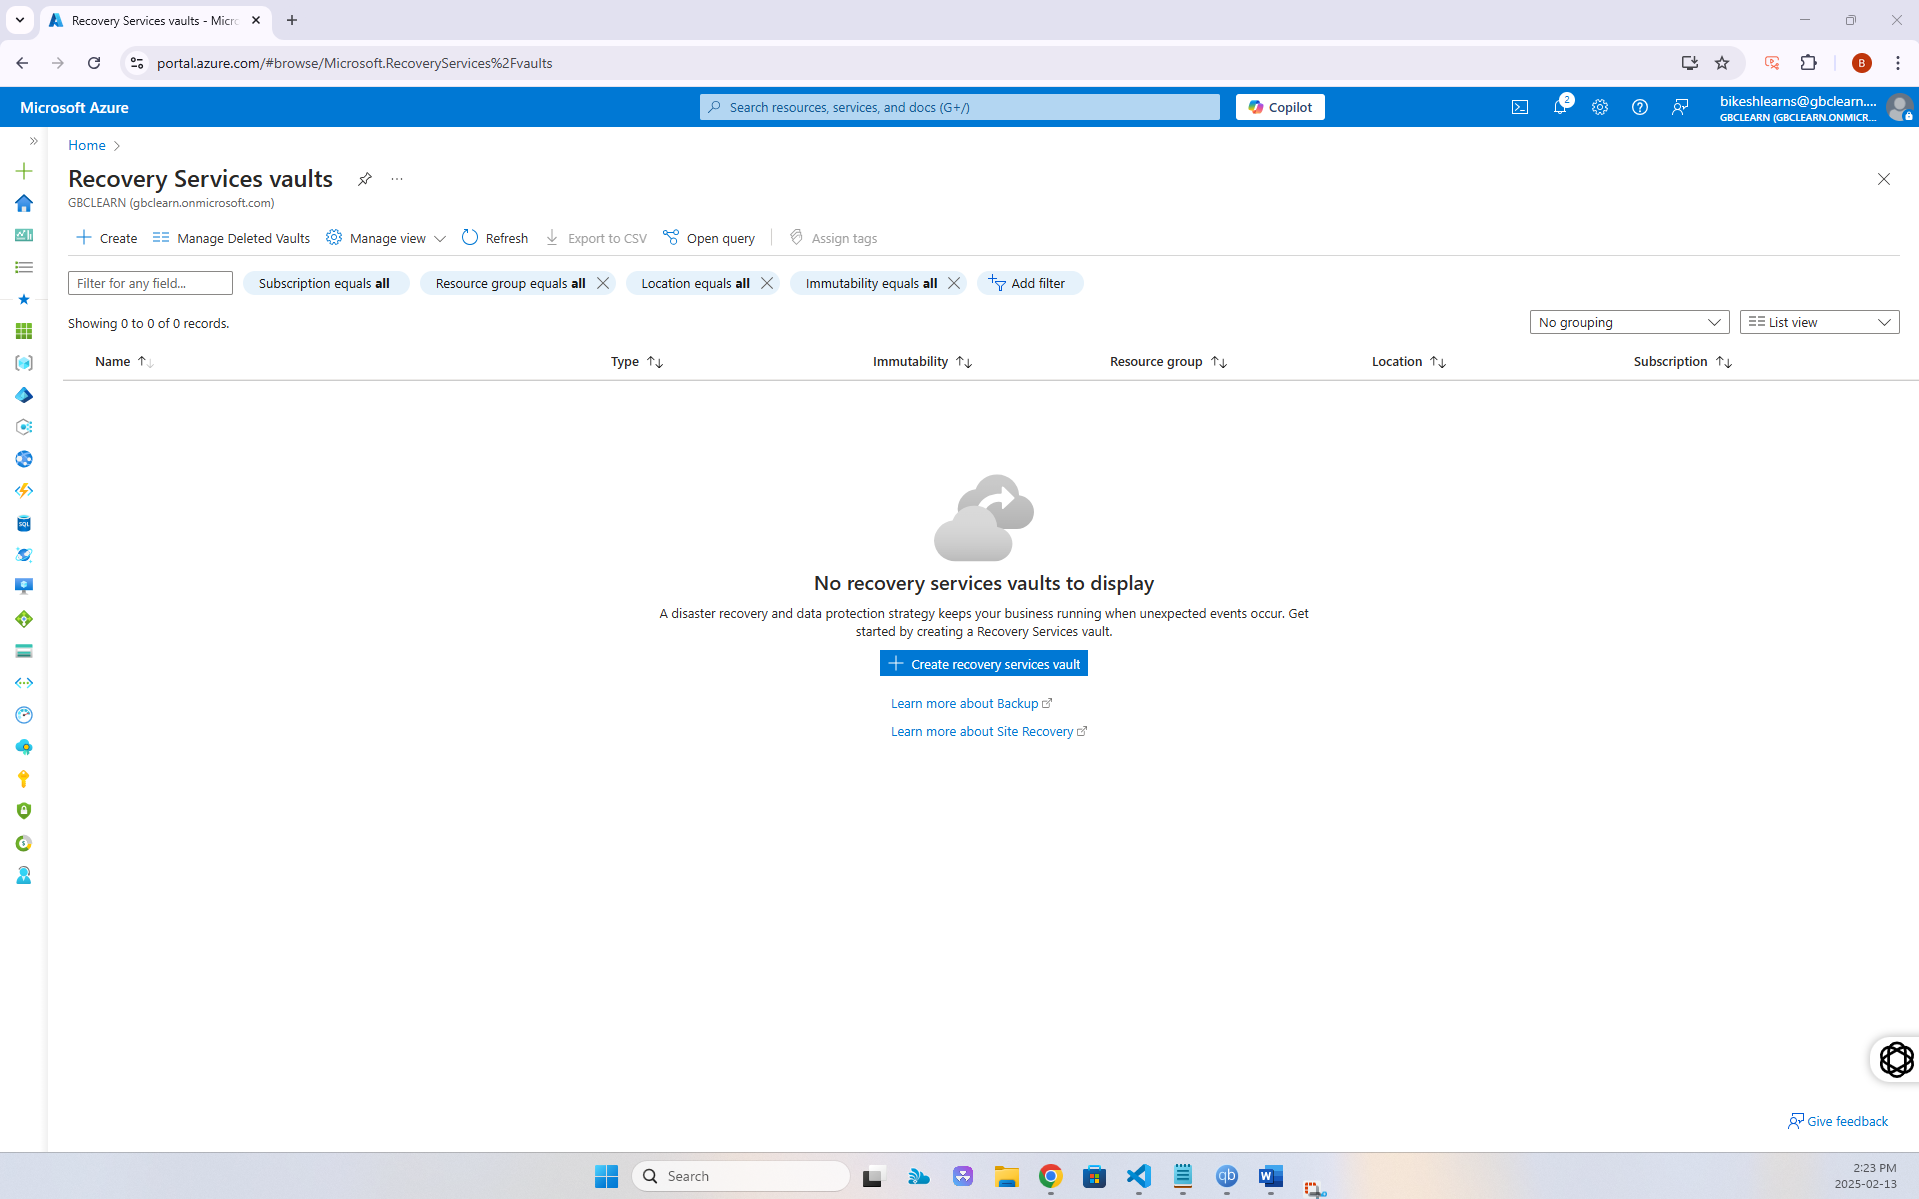 Recovery Services vaults - Micro
portal.azure.com/#browse/Microsoft.RecoveryServices%2Fvaults
B
Microsoft Azure
Search resources, services, and docs (G+/)
Copilot
2
bikeshlearns@gbclearn....
GBCLEARN (GBCLEARN.ONMICR...
Home
Recovery Services vaults
GBCLEARN (gbclearn.onmicrosoft.com)
Create
Manage Deleted Vaults
Manage view
Refresh
Export to CSV
Open query
Assign tags
Filter for any field...
Subscription equals all
Resource group equals all
Location equals all
Immutability equals all
Add filter
Showing 0 to 0 of 0 records.
No grouping
List view
Name
Type
Immutability
Resource group
Location
Subscription
SQL
No recovery services vaults to display
A disaster recovery and data protection strategy keeps your business running when unexpected events occur. Get
started by creating a Recovery Services vault.
Create recovery services vault
Learn more about Backup
Learn more about Site Recovery
Give feedback
Search
qb
W
2:23 PM
2025-02-13